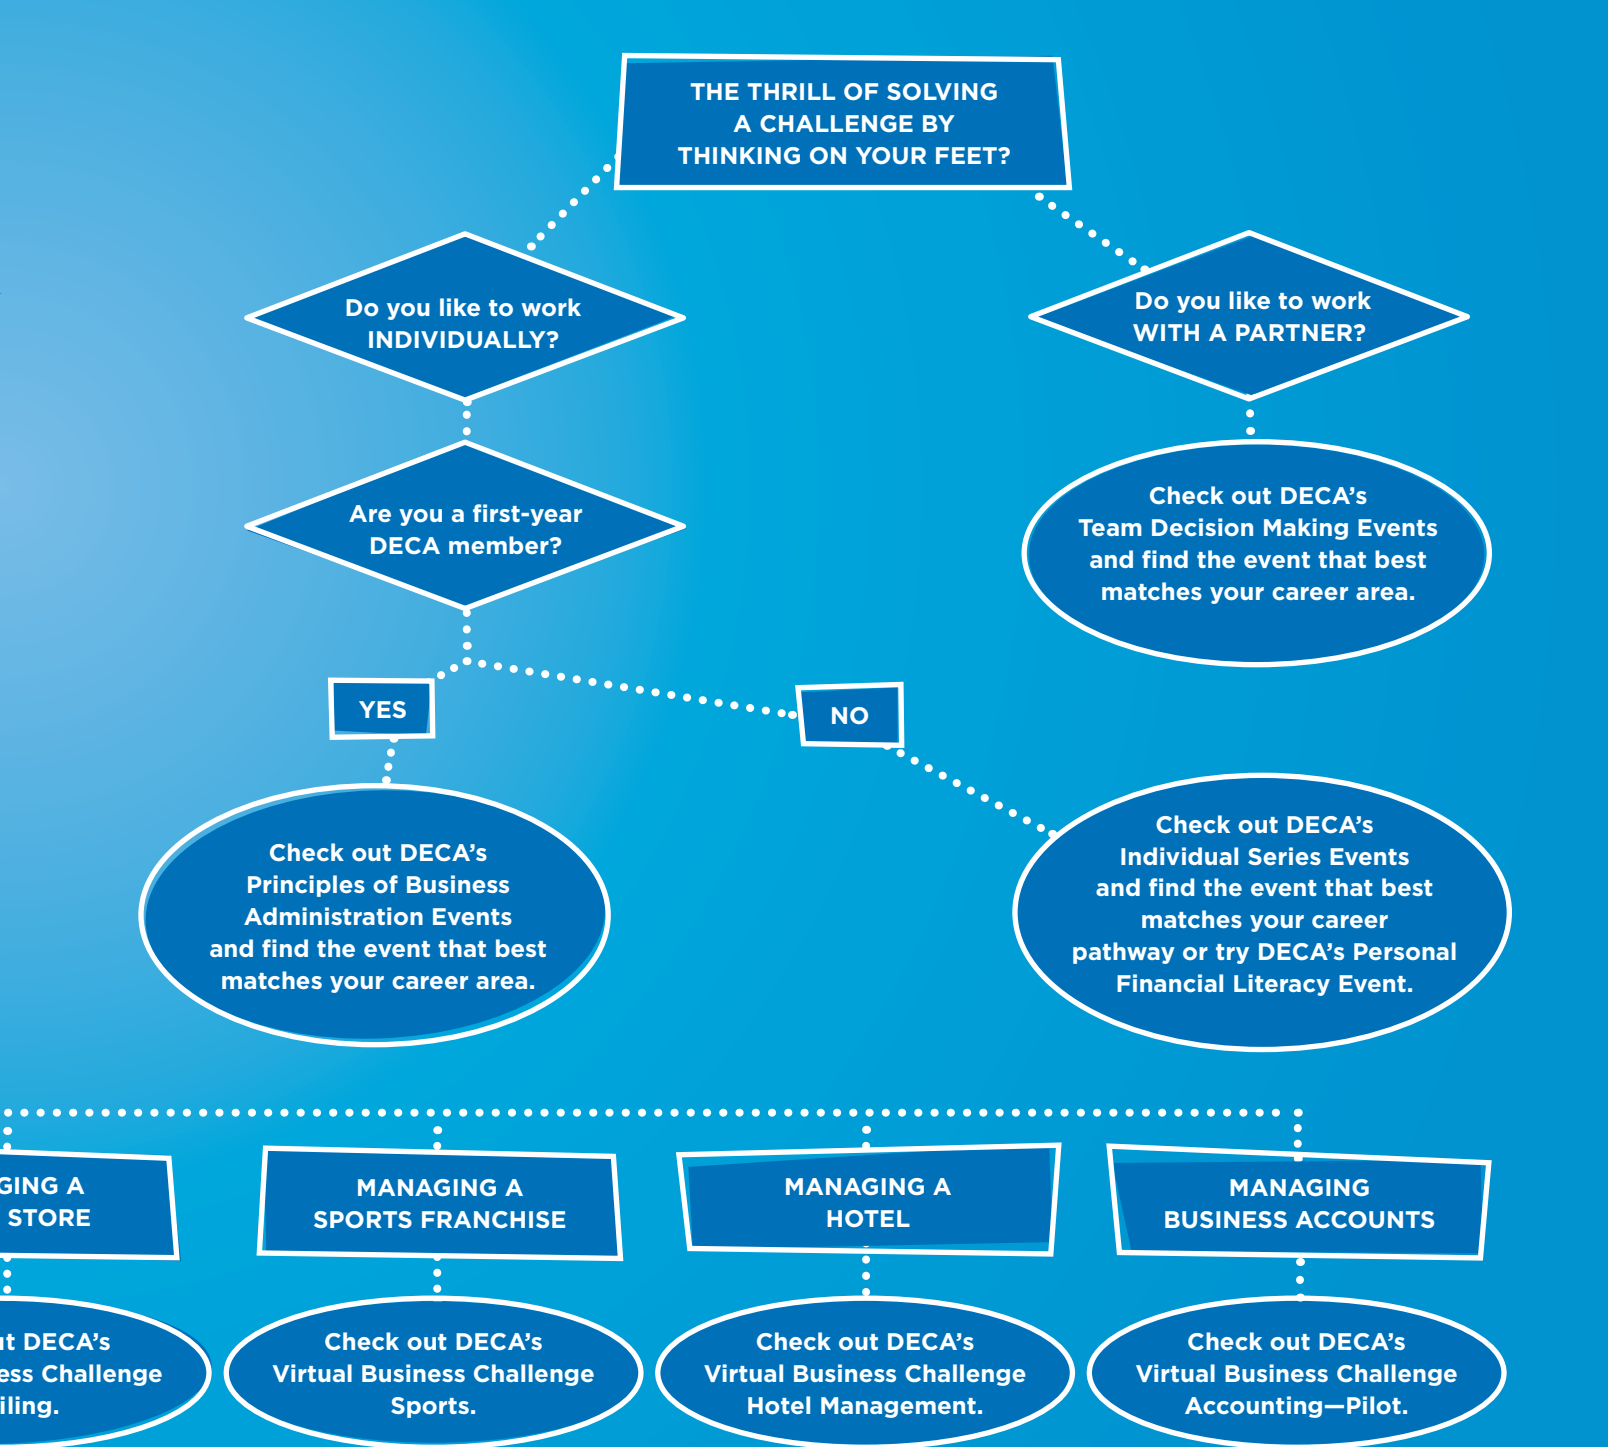 THE THRILL OF SOLVING
A CHALLENGE BY
THINKING ON YOUR FEET?
Do you like to work
INDIVIDUALLY?
Do you like to work
WITH A PARTNER?
Are you a first-year
DECA member?
Check out DECA’s
Team Decision Making Events
and find the event that best
matches your career area.
YES
NO
Check out DECA’s
Principles of Business
Administration Events
and find the event that best
matches your career area.
Check out DECA’s
Individual Series Events
and find the event that best
matches your career
pathway or try DECA’s Personal
Financial Literacy Event.
A
STORE
MANAGING A
SPORTS FRANCHISE
MANAGING A
HOTEL
MANAGING
BUSINESS ACCOUNTS
DECA’s
Challenge
Check out DECA’s
Virtual Business Challenge
Sports.
Check out DECA’s
Virtual Business Challenge
Hotel Management.
Check out DECA’s
Virtual Business Challenge
Accounting—Pilot.